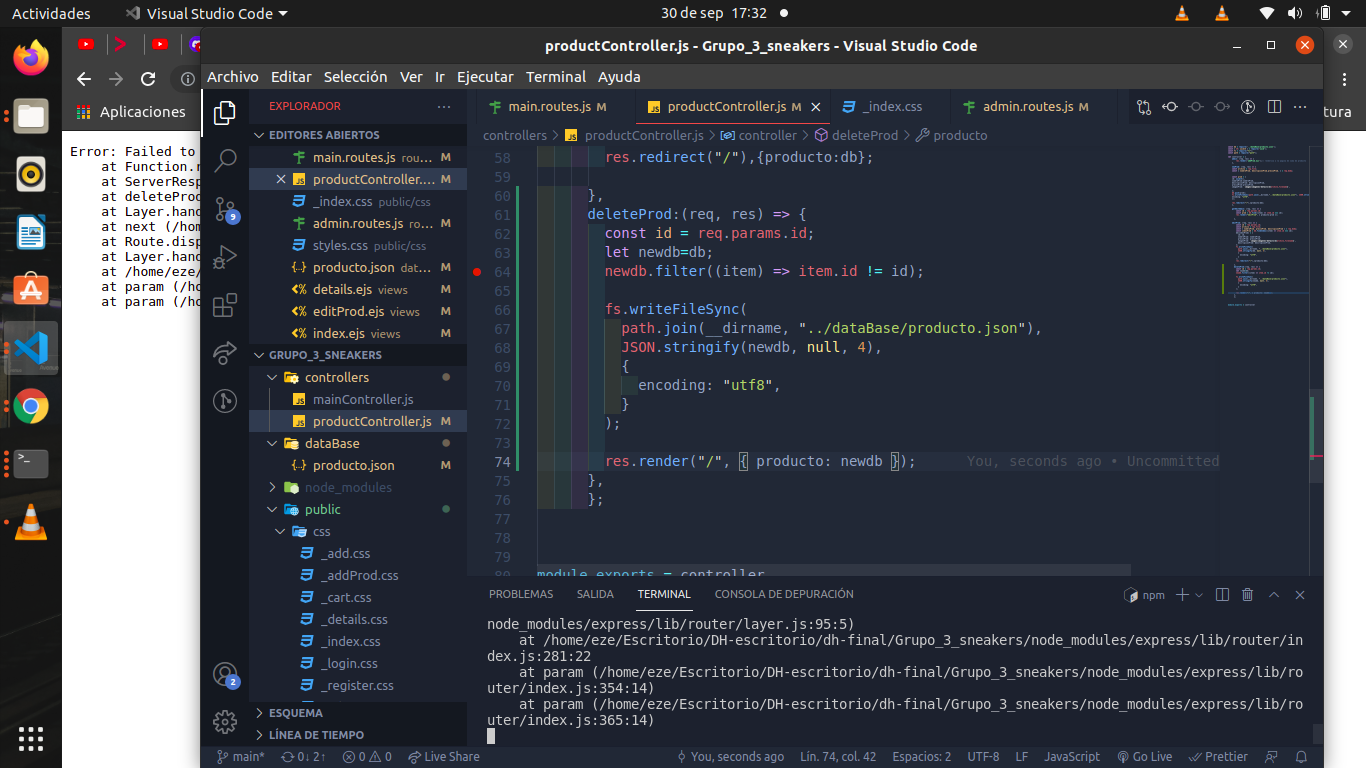 Actividades
Visual Studio Code
30 de sep 17:32
productController.js - Grupo_3_sneakers - Visual Studio Code
Archivo Editar Selección Ver Ir Ejecutar Terminal Ayuda
Aplicaciones
tura
Error: Failed to
at Function.r
at ServerResp
at deleteProd
at Layer.hand
at next (/hom
at Route.disp
at Layer.hand
at /home/eze/
at param (/ho
at param (/ho
EXPLORADOR
EDITORES ABIERTOS
main.routes.js rou... M
productController.... M
_index.css public/css
admin.routes.js ro... M
styles.css public/css
producto.json dat... M
details.ejs views
editProd.ejs views
index.ejs views
GRUPO_3_SNEAKERS
controllers
mainController.js
productController.js M
dataBase
producto.json M
node_modules
public
css
_add.css
_addProd.css
_cart.css
_details.css
_index.css
_login.css
_register.css
ESQUEMA
LÍNEA DE TIEMPO
9
2
main.routes.js M
productController.js M
_index.css
admin.routes.js M
controllers > productController.js > controller > deleteProd > producto
58 res.redirect("/"),{producto:db};
59
60 },
61 deleteProd:(req, res) => {
62 const id = req.params.id;
63 let newdb=db;
64 newdb.filter((item) => item.id != id);
65
66 fs.writeFileSync(
67 path.join(__dirname, "../dataBase/producto.json"),
68 JSON.stringify(newdb, null, 4),
69 {
70 encoding: "utf8",
71 }
72 );
73
74 res.render("/", { producto: newdb }); You, seconds ago • Uncommitted
75 },
76 };
77
78
79
80 module.exports = controller
PROBLEMAS SALIDA TERMINAL CONSOLA DE DEPURACIÓN
npm
node_modules/express/lib/router/layer.js:95:5)
at /home/eze/Escritorio/DH-escritorio/dh-final/Grupo_3_sneakers/node_modules/express/lib/router/in
dex.js:281:22
at param (/home/eze/Escritorio/DH-escritorio/dh-final/Grupo_3_sneakers/node_modules/express/lib/ro
uter/index.js:354:14)
at param (/home/eze/Escritorio/DH-escritorio/dh-final/Grupo_3_sneakers/node_modules/express/lib/ro
uter/index.js:365:14)
main* 0↓ 2↑ 0 0 Live Share You, seconds ago Lín. 74, col. 42 Espacios: 2 UTF-8 LF JavaScript Go Live Prettier